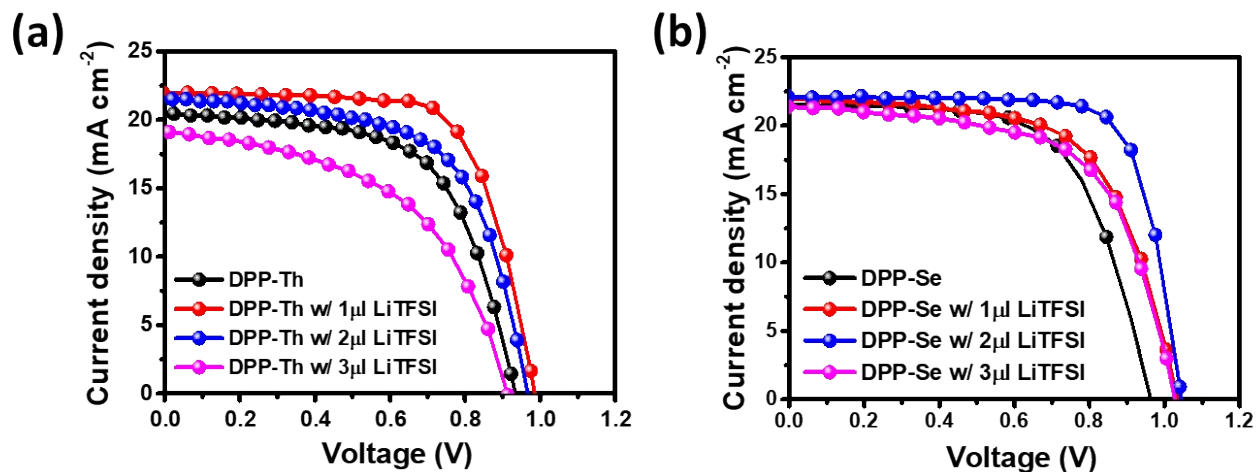 (a)
Current density (mA cm-2)
25
20
15
10
5
0
DPP-Th
DPP-Th w/ 1µl LiTFSI
DPP-Th w/ 2µl LiTFSI
DPP-Th w/ 3µl LiTFSI
0.0 0.2 0.4 0.6 0.8 1.0 1.2
Voltage (V)
(b)
Current density (mA cm-2)
25
20
15
10
5
0
DPP-Se
DPP-Se w/ 1µl LiTFSI
DPP-Se w/ 2µl LiTFSI
DPP-Se w/ 3µl LiTFSI
0.0 0.2 0.4 0.6 0.8 1.0 1.2
Voltage (V)